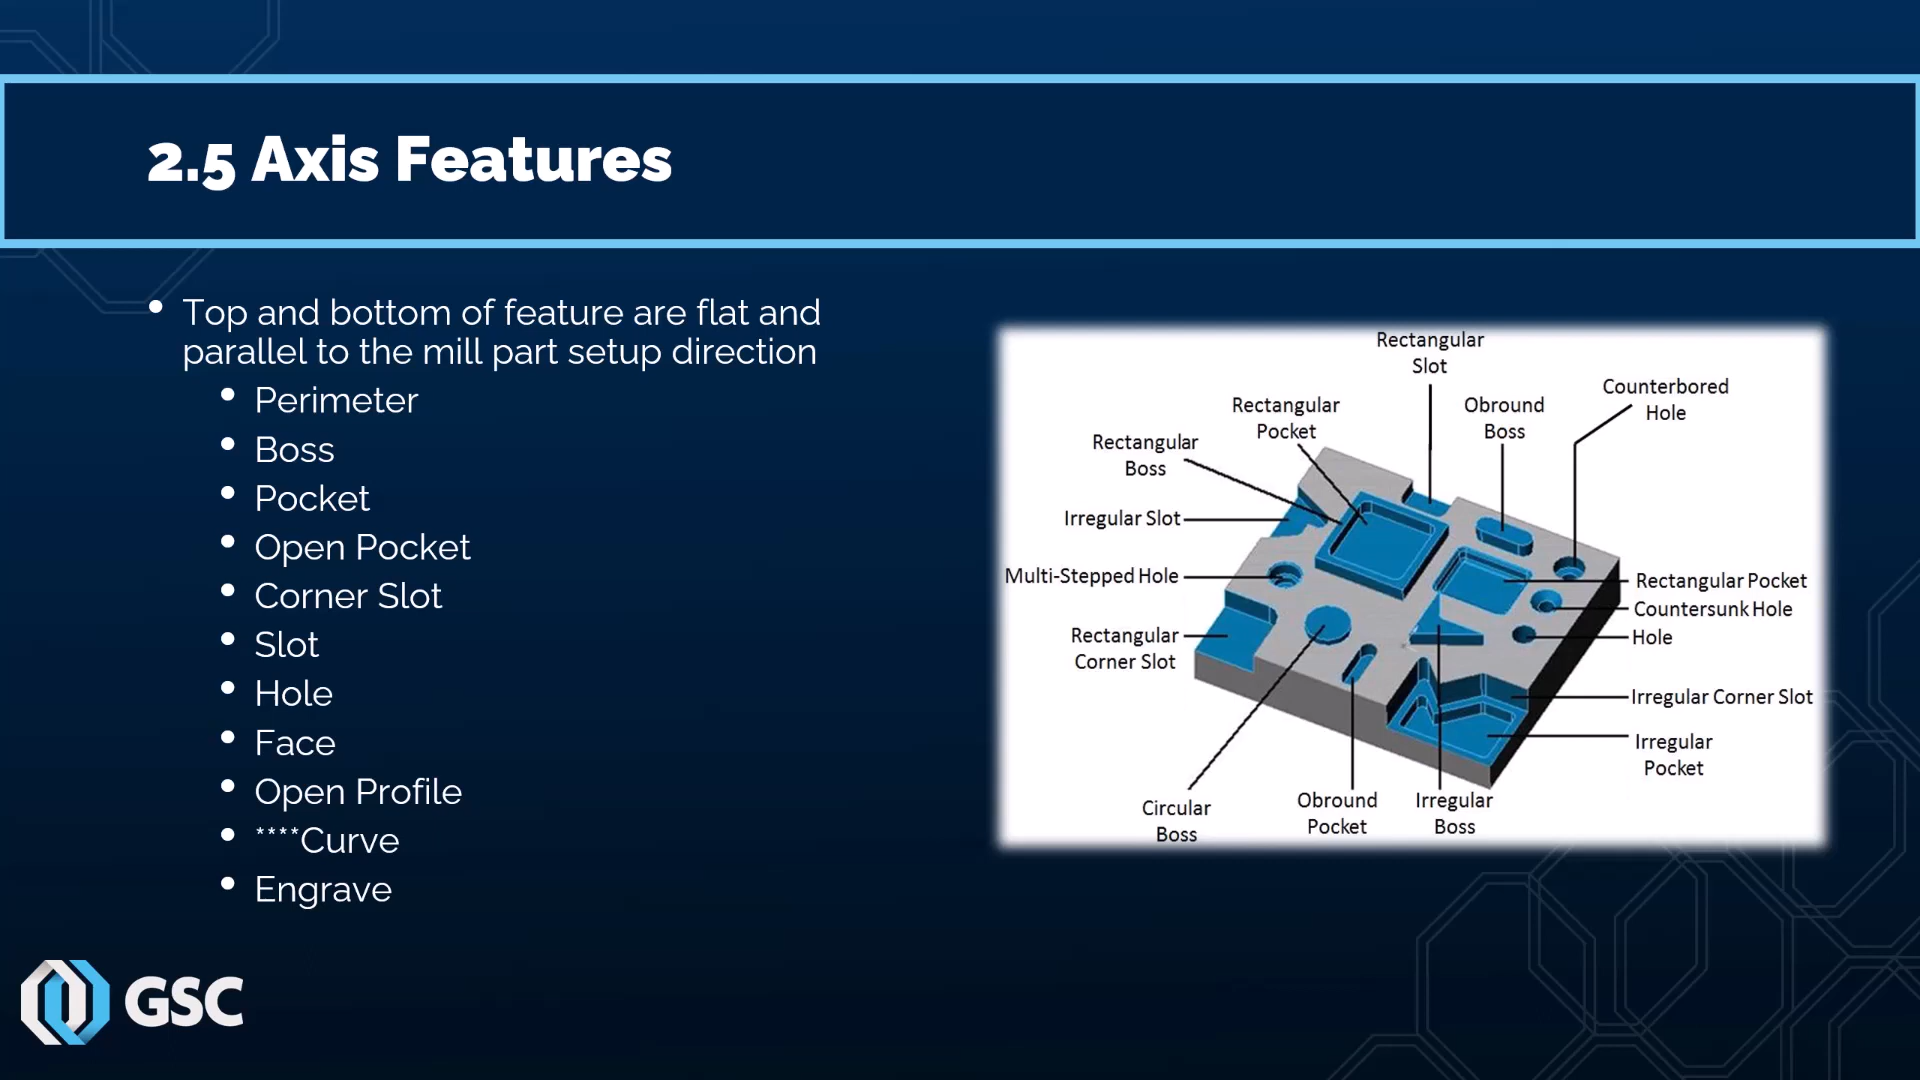 2.5 Axis Features
• Top and bottom of feature are flat and
parallel to the mill part setup direction
• Perimeter
• Boss
• Pocket
• Open Pocket
• Corner Slot
• Slot
• Hole
• Face
• Open Profile
• ****Curve
• Engrave
Rectangular
Slot
Counterbored
Hole
Rectangular
Pocket
Obround
Boss
Rectangular
Boss
Irregular Slot
Multi-Stepped Hole
Rectangular Pocket
Countersunk Hole
Hole
Rectangular
Corner Slot
Irregular Corner Slot
Irregular
Pocket
Circular
Boss
Obround
Pocket
Irregular
Boss
GSC